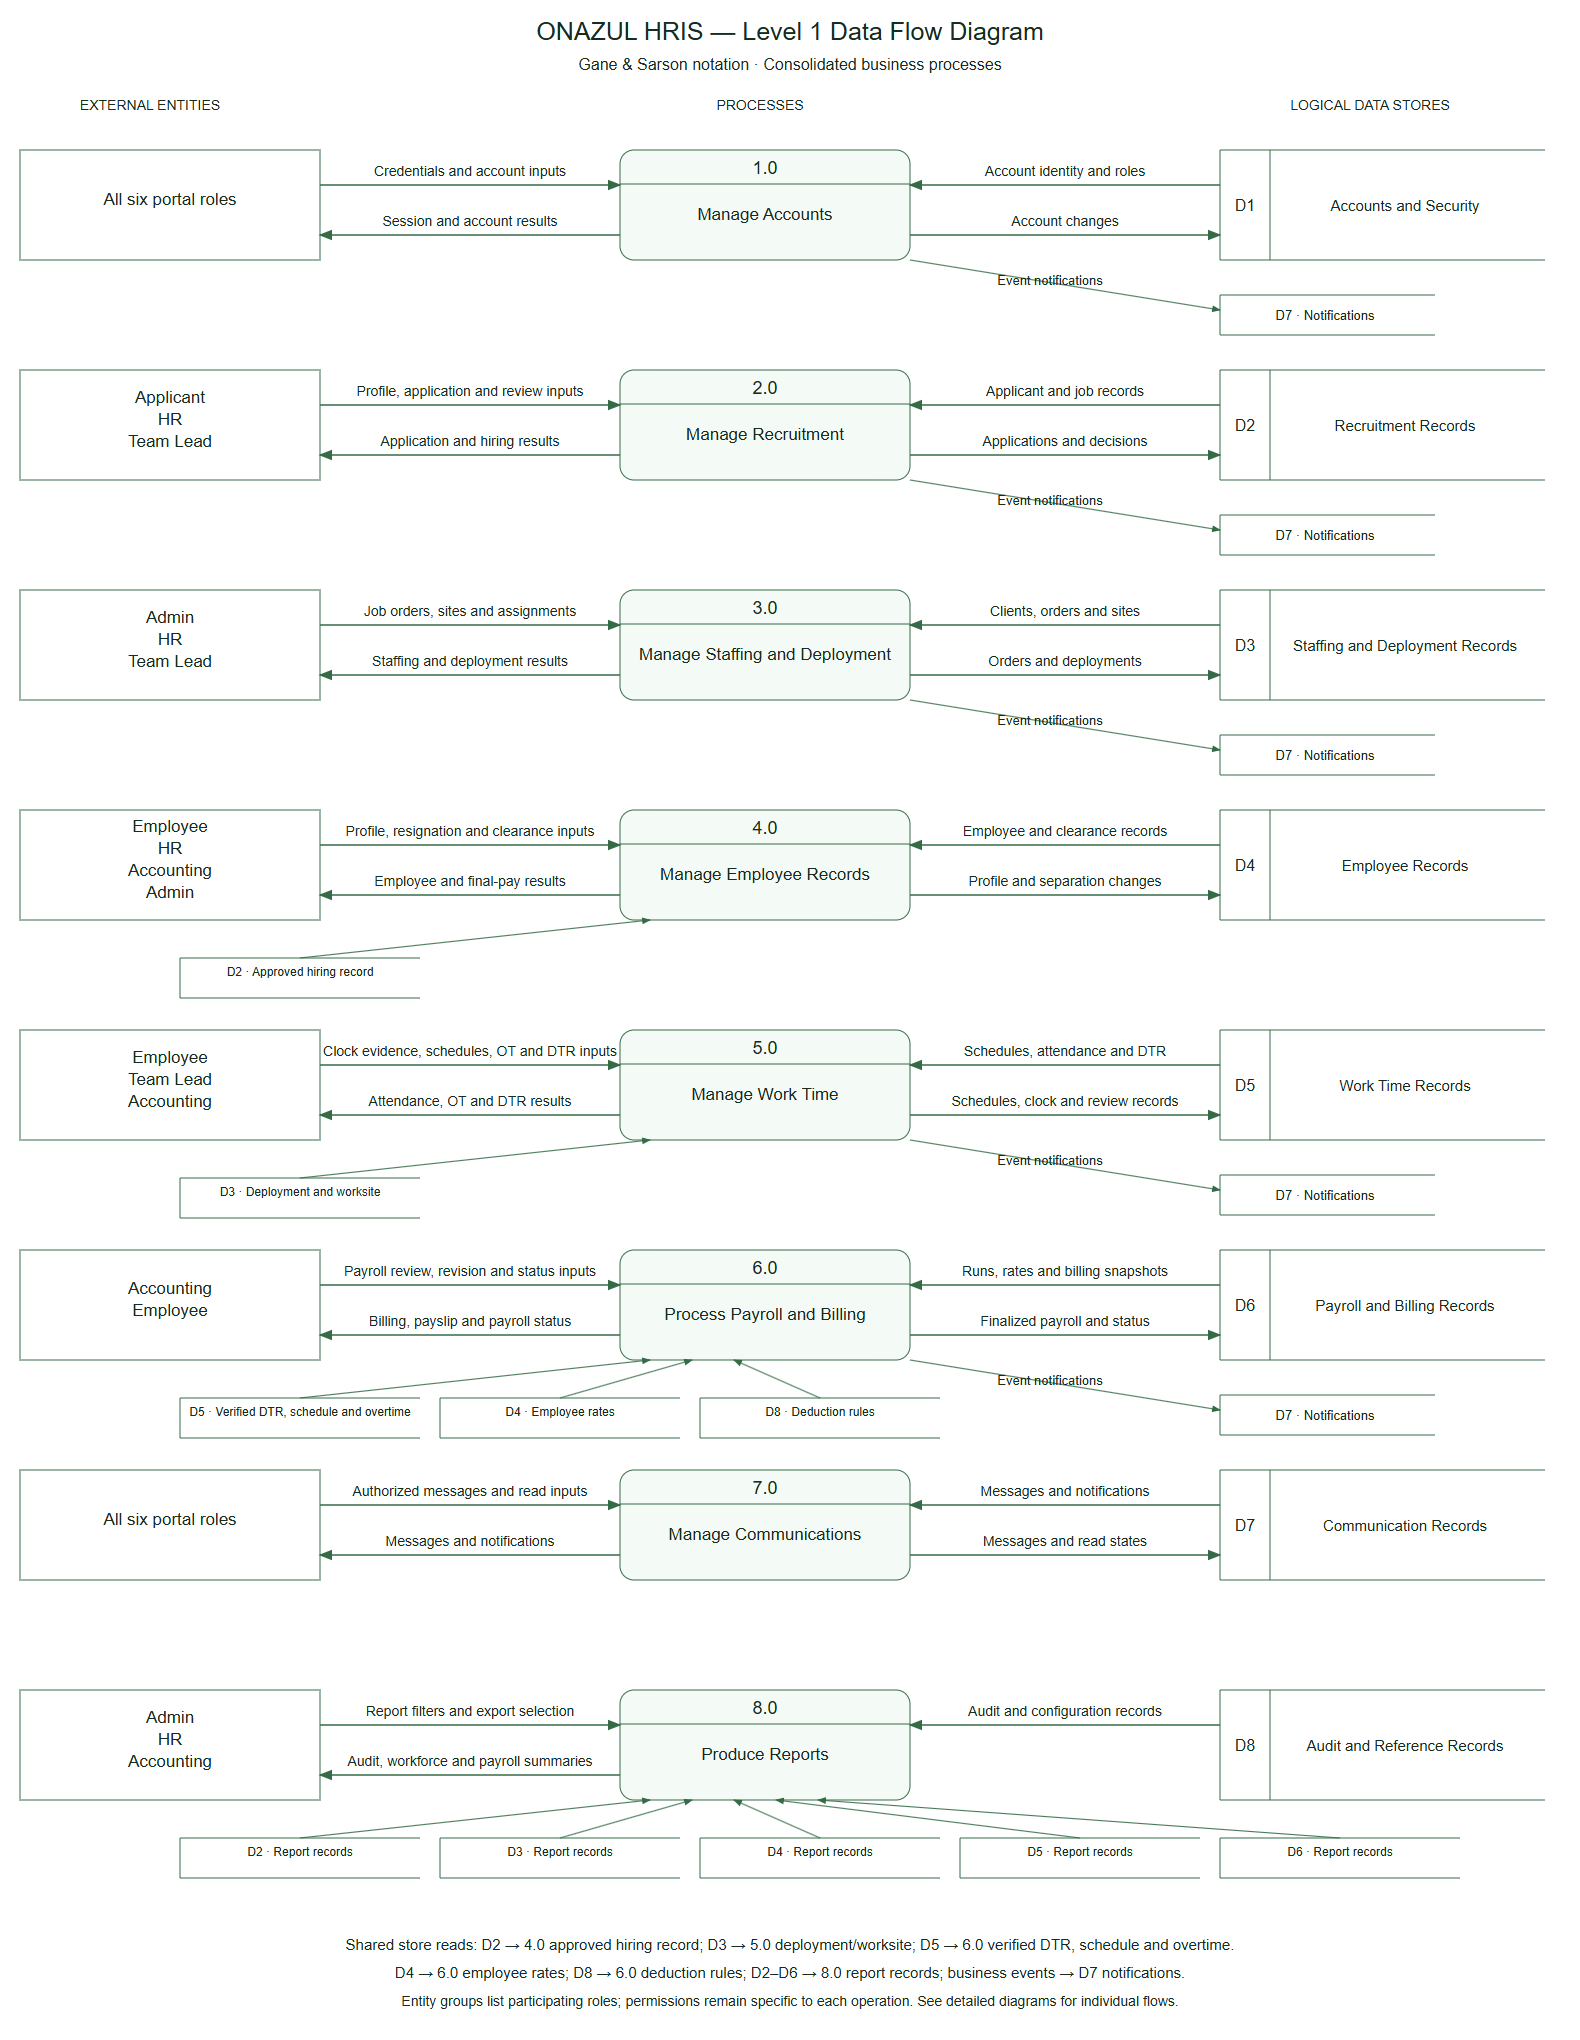 ONAZUL HRIS — Level 1 Data Flow Diagram
Gane & Sarson notation · Consolidated business processes
EXTERNAL ENTITIES
PROCESSES
LOGICAL DATA STORES
All six portal roles
Credentials and account inputs
Session and account results
1.0
Manage Accounts
Account identity and roles
Account changes
D1
Accounts and Security
Event notifications
D7 · Notifications
Applicant
HR
Team Lead
Profile, application and review inputs
Application and hiring results
2.0
Manage Recruitment
Applicant and job records
Applications and decisions
D2
Recruitment Records
Event notifications
D7 · Notifications
Admin
HR
Team Lead
Job orders, sites and assignments
Staffing and deployment results
3.0
Manage Staffing and Deployment
Clients, orders and sites
Orders and deployments
D3
Staffing and Deployment Records
Event notifications
D7 · Notifications
Employee
HR
Accounting
Admin
Profile, resignation and clearance inputs
Employee and final-pay results
4.0
Manage Employee Records
Employee and clearance records
Profile and separation changes
D4
Employee Records
D2 · Approved hiring record
Employee
Team Lead
Accounting
Clock evidence, schedules, OT and DTR inputs
Attendance, OT and DTR results
5.0
Manage Work Time
Schedules, attendance and DTR
Schedules, clock and review records
D5
Work Time Records
D3 · Deployment and worksite
Event notifications
D7 · Notifications
Accounting
Employee
Payroll review, revision and status inputs
Billing, payslip and payroll status
6.0
Process Payroll and Billing
Runs, rates and billing snapshots
Finalized payroll and status
D6
Payroll and Billing Records
D5 · Verified DTR, schedule and overtime
D4 · Employee rates
D8 · Deduction rules
Event notifications
D7 · Notifications
All six portal roles
Authorized messages and read inputs
Messages and notifications
7.0
Manage Communications
Messages and notifications
Messages and read states
D7
Communication Records
Admin
HR
Accounting
Report filters and export selection
Audit, workforce and payroll summaries
8.0
Produce Reports
Audit and configuration records
D8
Audit and Reference Records
D2 · Report records
D3 · Report records
D4 · Report records
D5 · Report records
D6 · Report records
Shared store reads: D2 → 4.0 approved hiring record; D3 → 5.0 deployment/worksite; D5 → 6.0 verified DTR, schedule and overtime.
D4 → 6.0 employee rates; D8 → 6.0 deduction rules; D2–D6 → 8.0 report records; business events → D7 notifications.
Entity groups list participating roles; permissions remain specific to each operation. See detailed diagrams for individual flows.